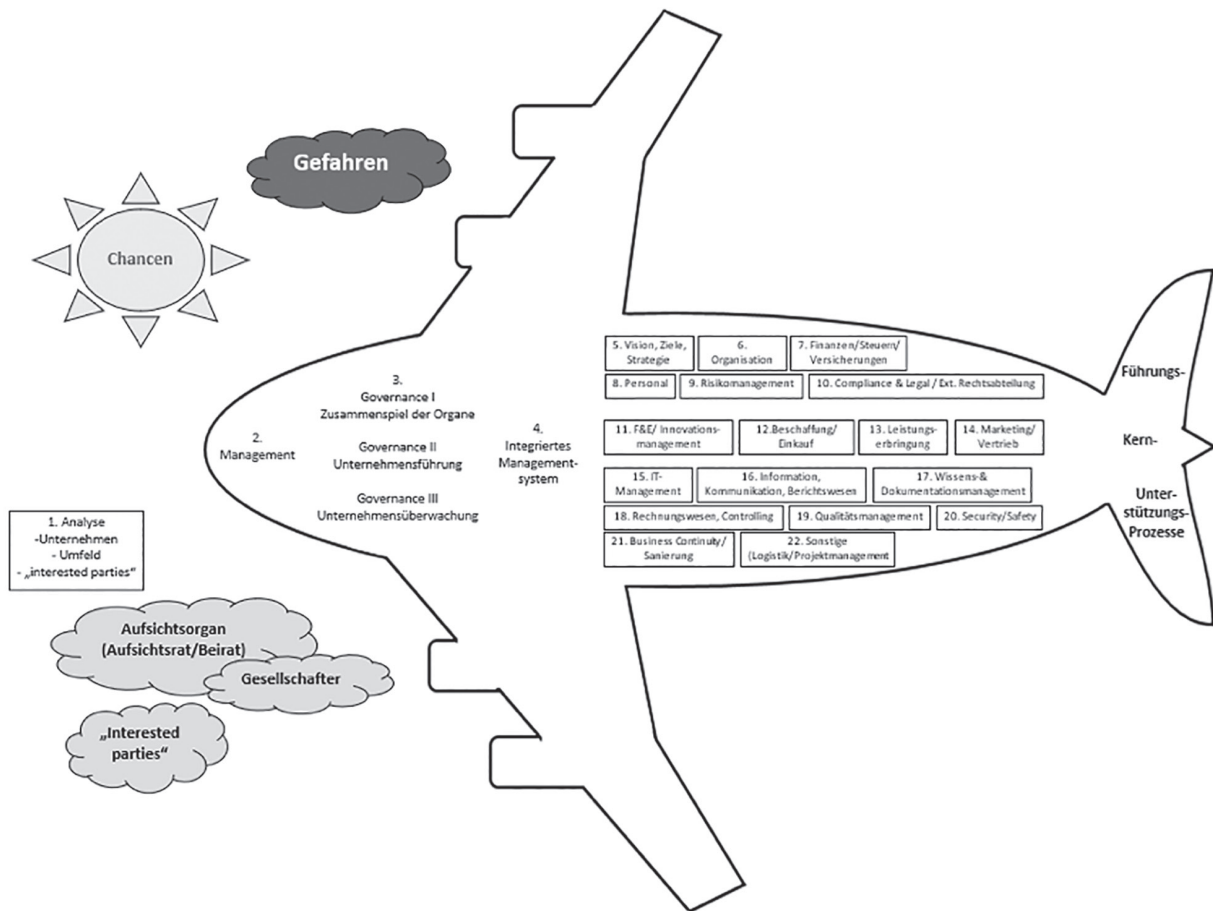 Gefahren
Chancen
1. Analyse
-Unternehmen
- Umfeld
- „interested parties“
Aufsichtsorgan
(Aufsichtsrat/Beirat)
Gesellschafter
„Interested
parties“
2.
Management
3.
Governance I
Zusammenspiel der Organe
Governance II
Unternehmensführung
Governance III
Unternehmensüberwachung
4.
Integriertes
Management-
system
5. Vision, Ziele,
Strategie
6.
Organisation
7. Finanzen/Steuern/
Versicherungen
8. Personal
9. Risikomanagement
10. Compliance & Legal / Ext. Rechtsabteilung
11. F&E/ Innovations-
management
12.Beschaffung/
Einkauf
13. Leistungs-
erbringung
14. Marketing/
Vertrieb
15. IT-
Management
16. Information,
Kommunikation, Berichtswesen
17. Wissens-&
Dokumentationsmanagement
18. Rechnungswesen, Controlling
19. Qualitätsmanagement
20. Security/Safety
21. Business Continuity/
Sanierung
22. Sonstige
(Logistik/Projektmanagement
Führungs-
Kern-
Unter-
stützungs-
Prozesse